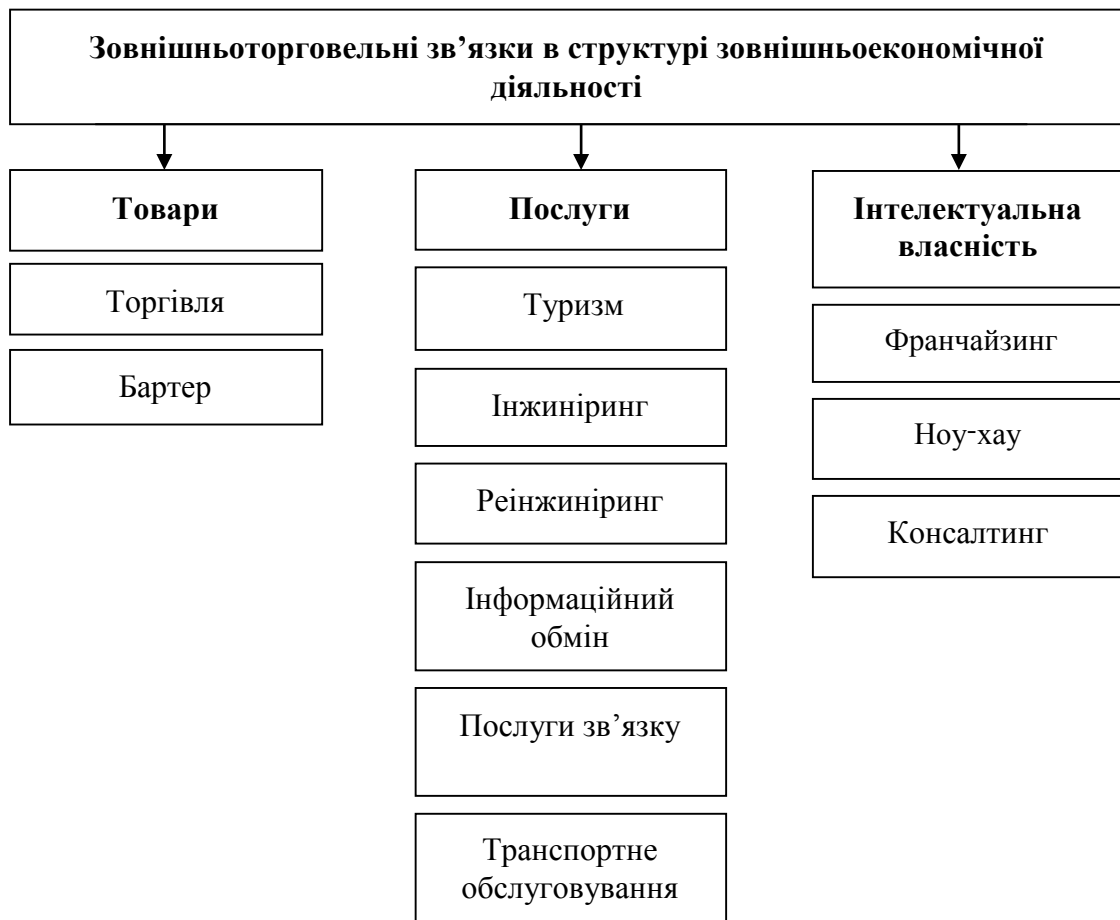 Зовнішньоторговельні зв’язки в структурі зовнішньоекономічної
діяльності
Товари
Торгівля
Бартер
Послуги
Туризм
Інжиніринг
Реінжиніринг
Інформаційний
обмін
Послуги зв’язку
Транспортне
обслуговування
Інтелектуальна
власність
Франчайзинг
Ноу-хау
Консалтинг